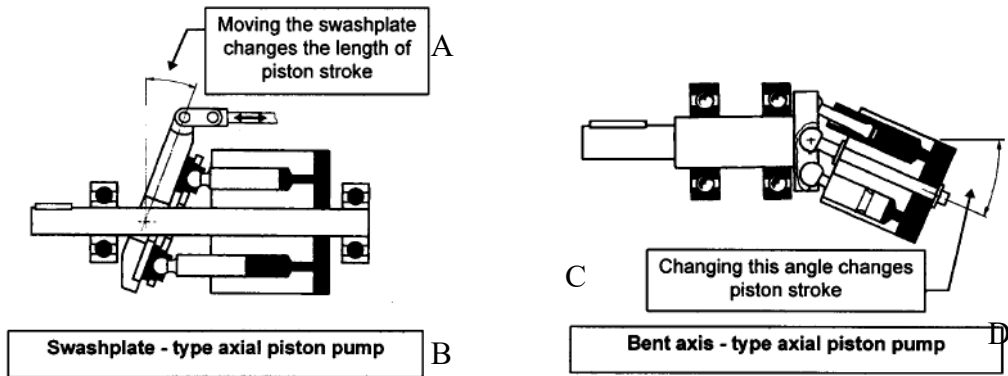 Moving the swashplate
changes the length of
piston stroke
A
Swashplate - type axial piston pump
B
C
Changing this angle changes
piston stroke
Bent axis - type axial piston pump
D